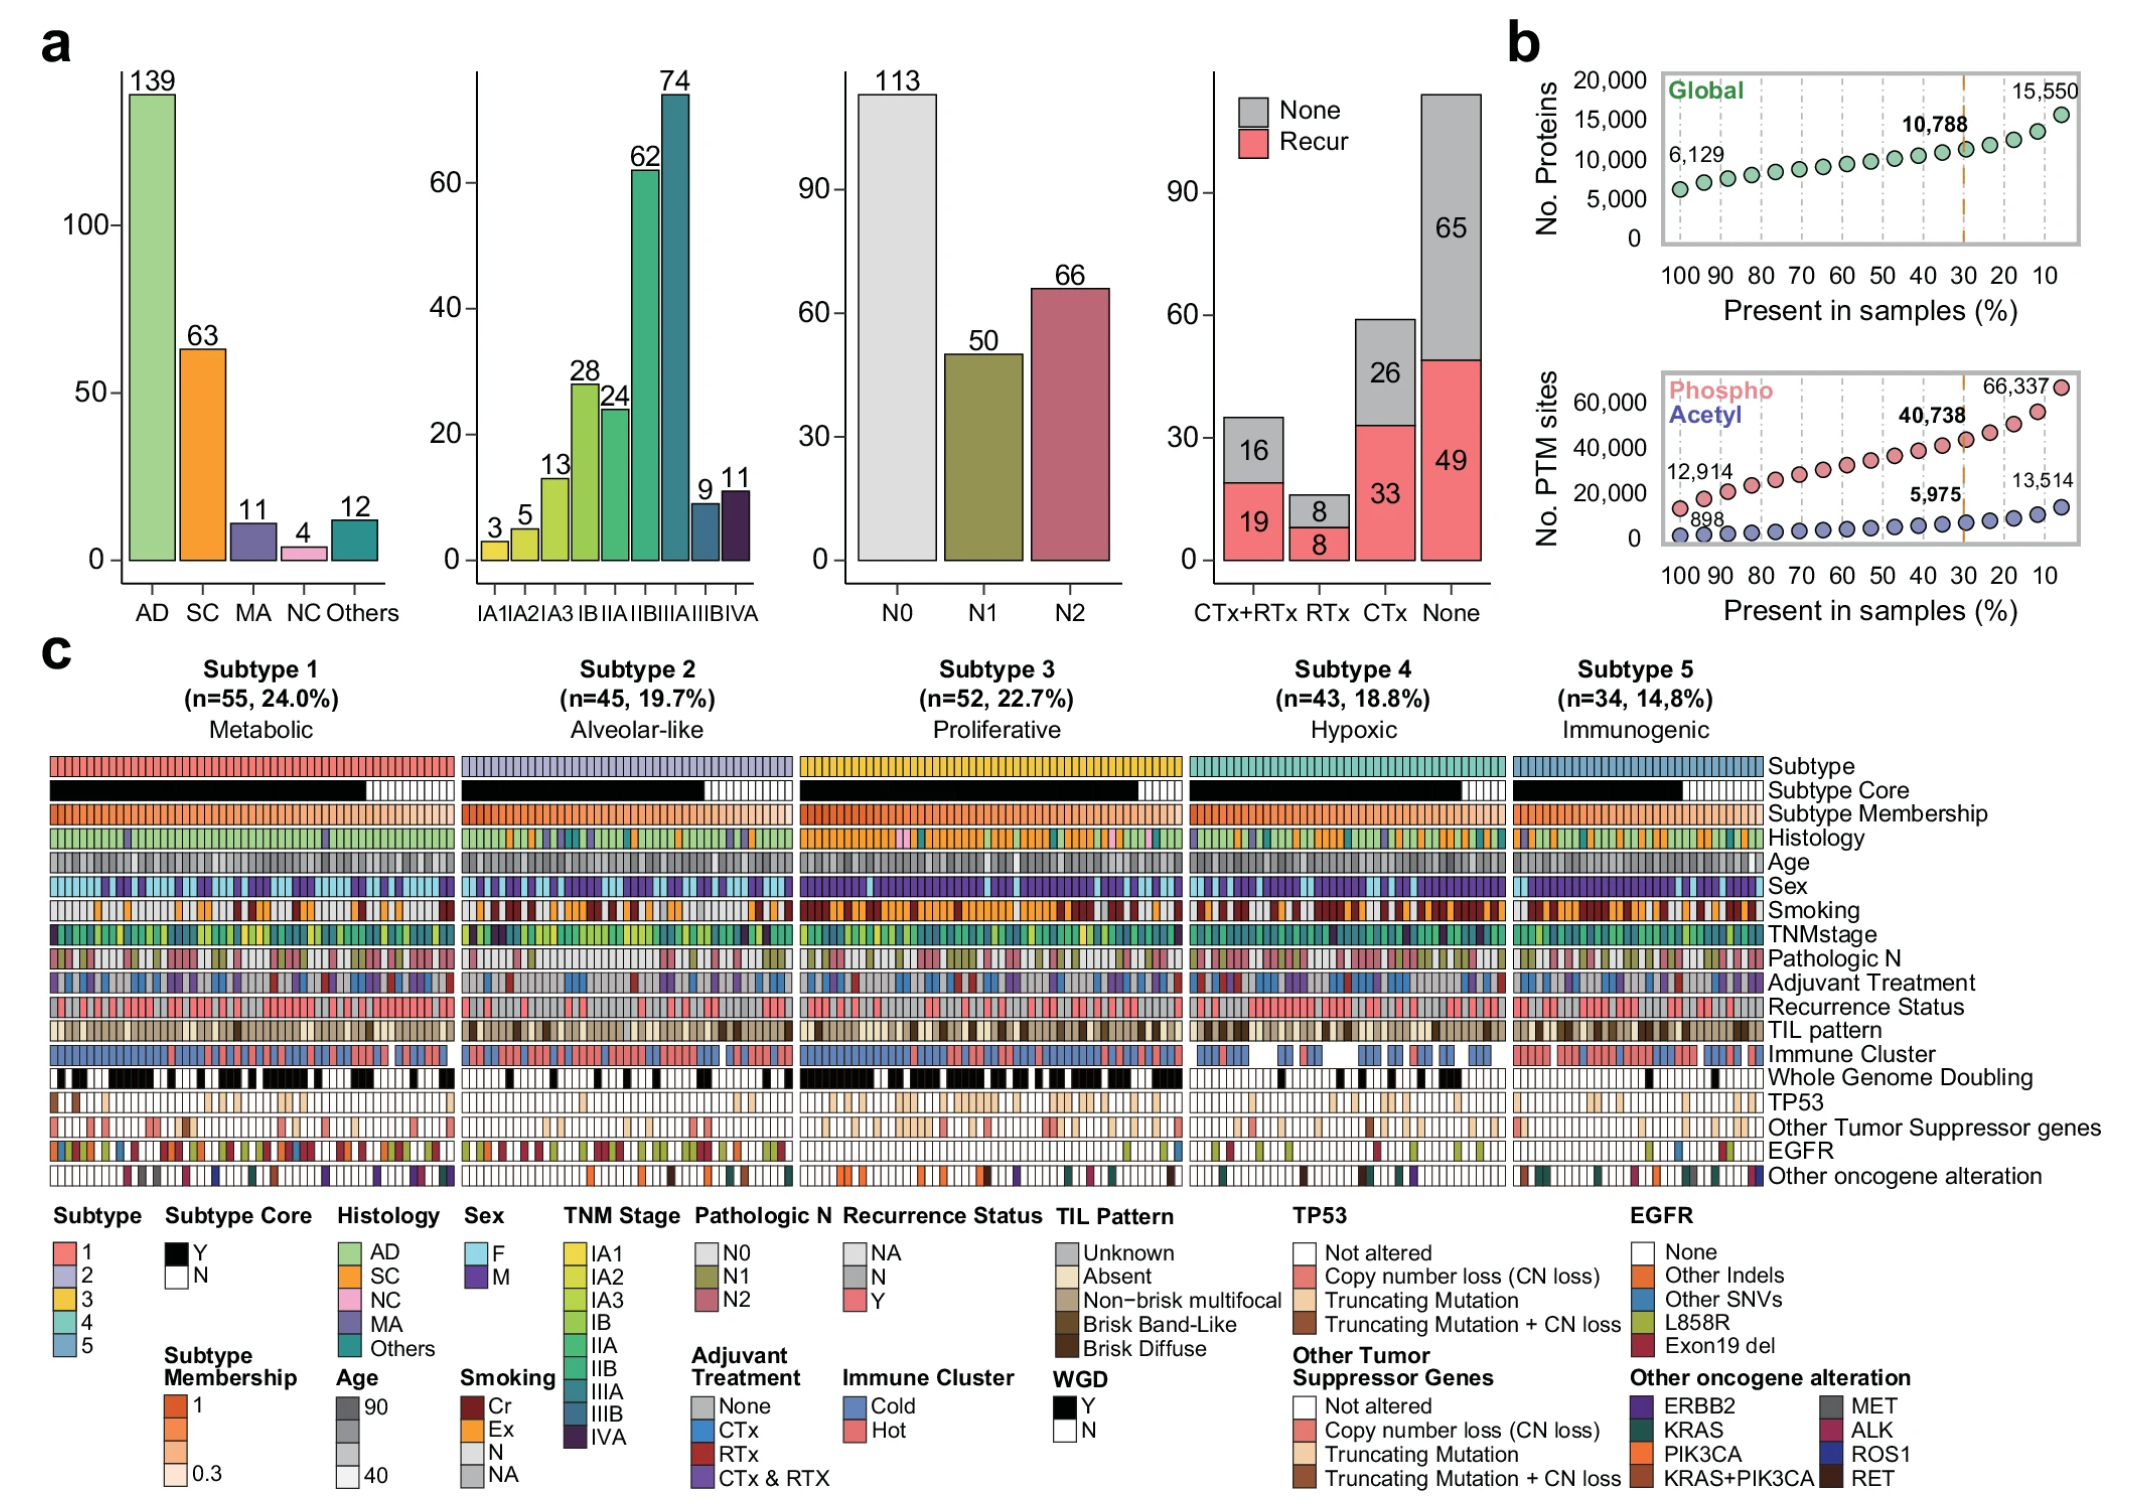 a
139
63
11
4
12
100
50
0
AD SC MA NC Others
3
5
13
28
24
62
74
9
11
60
40
20
0
IA1 IA2 IA3 IB IIA IIB IIIA IIIB IVA
113
50
66
90
60
30
0
N0 N1 N2
None
Recur
90
60
30
0
16
19
8
8
26
33
65
49
CTx+RTx RTx CTx None
b
No. Proteins
20,000
15,000
10,000
5,000
0
Global
6,129
10,788
15,550
100 90 80 70 60 50 40 30 20 10
Present in samples (%)
No. PTM sites
60,000
40,000
20,000
0
Phospho
Acetyl
12,914
898
40,738
5,975
66,337
13,514
100 90 80 70 60 50 40 30 20 10
Present in samples (%)
c
Subtype 1
(n=55, 24.0%)
Metabolic
Subtype 2
(n=45, 19.7%)
Alveolar-like
Subtype 3
(n=52, 22.7%)
Proliferative
Subtype 4
(n=43, 18.8%)
Hypoxic
Subtype 5
(n=34, 14,8%)
Immunogenic
Subtype
Subtype Core
Subtype Membership
Histology
Age
Sex
Smoking
TNMstage
Pathologic N
Adjuvant Treatment
Recurrence Status
TIL pattern
Immune Cluster
Whole Genome Doubling
TP53
Other Tumor Suppressor genes
EGFR
Other oncogene alteration
Subtype
1
2
3
4
5
Subtype Core
Y
N
Subtype
Membership
1
0.3
Histology
AD
SC
NC
MA
Others
Age
90
40
Sex
F
M
Smoking
Cr
Ex
N
NA
TNM Stage
IA1
IA2
IA3
IB
IIA
IIB
IIIA
IIIB
IVA
Pathologic N
N0
N1
N2
Adjuvant
Treatment
None
CTx
RTx
CTx & RTX
Recurrence Status
NA
N
Y
Immune Cluster
Cold
Hot
TIL Pattern
Unknown
Absent
Non−brisk multifocal
Brisk Band-Like
Brisk Diffuse
WGD
Y
N
TP53
Not altered
Copy number loss (CN loss)
Truncating Mutation
Truncating Mutation + CN loss
Other Tumor
Suppressor Genes
Not altered
Copy number loss (CN loss)
Truncating Mutation
Truncating Mutation + CN loss
EGFR
None
Other Indels
Other SNVs
L858R
Exon19 del
Other oncogene alteration
ERBB2
KRAS
PIK3CA
KRAS+PIK3CA
MET
ALK
ROS1
RET